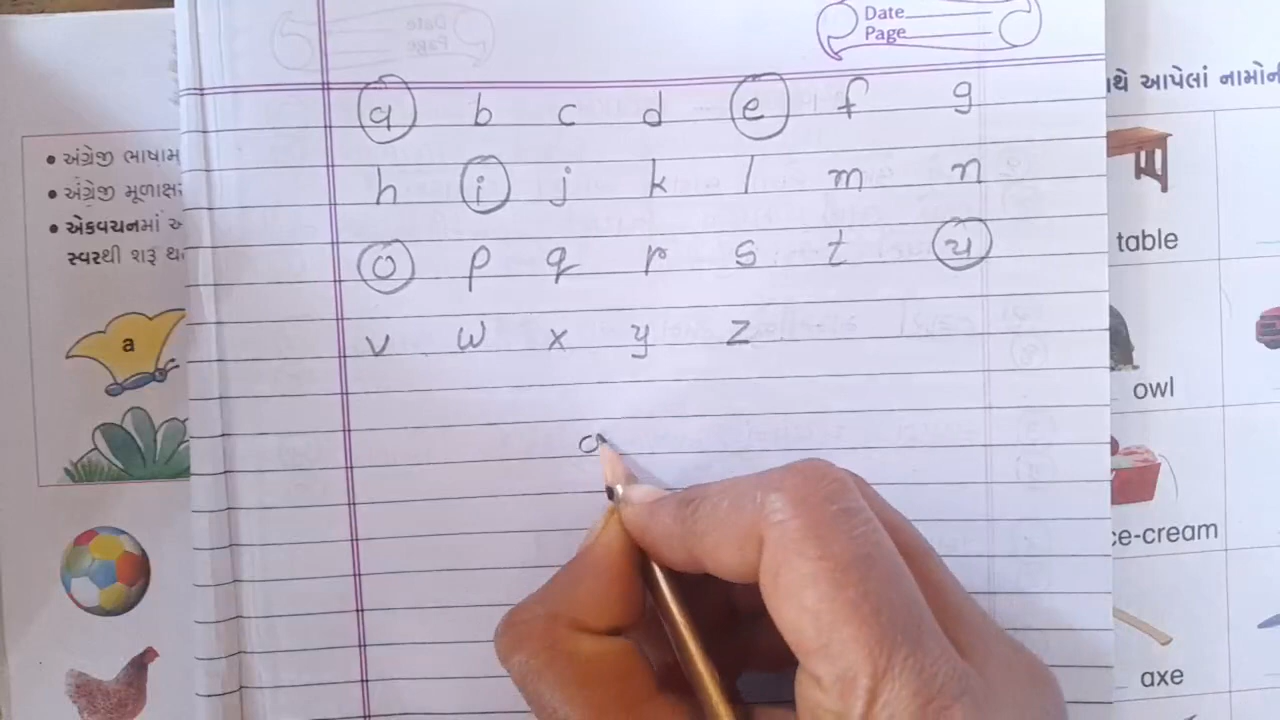 Date
Page
a b c d e f g
h i j k l m n
o p q r s t u
v w x y z
a
• અંગ્રેજી ભાષામ
• અંગ્રેજી મૂળાક્ષ
• એકવચનમાં અ
સ્વરથી શરૂ થ
a
થે આપેલાં નામોન
table
owl
ce-cream
axe